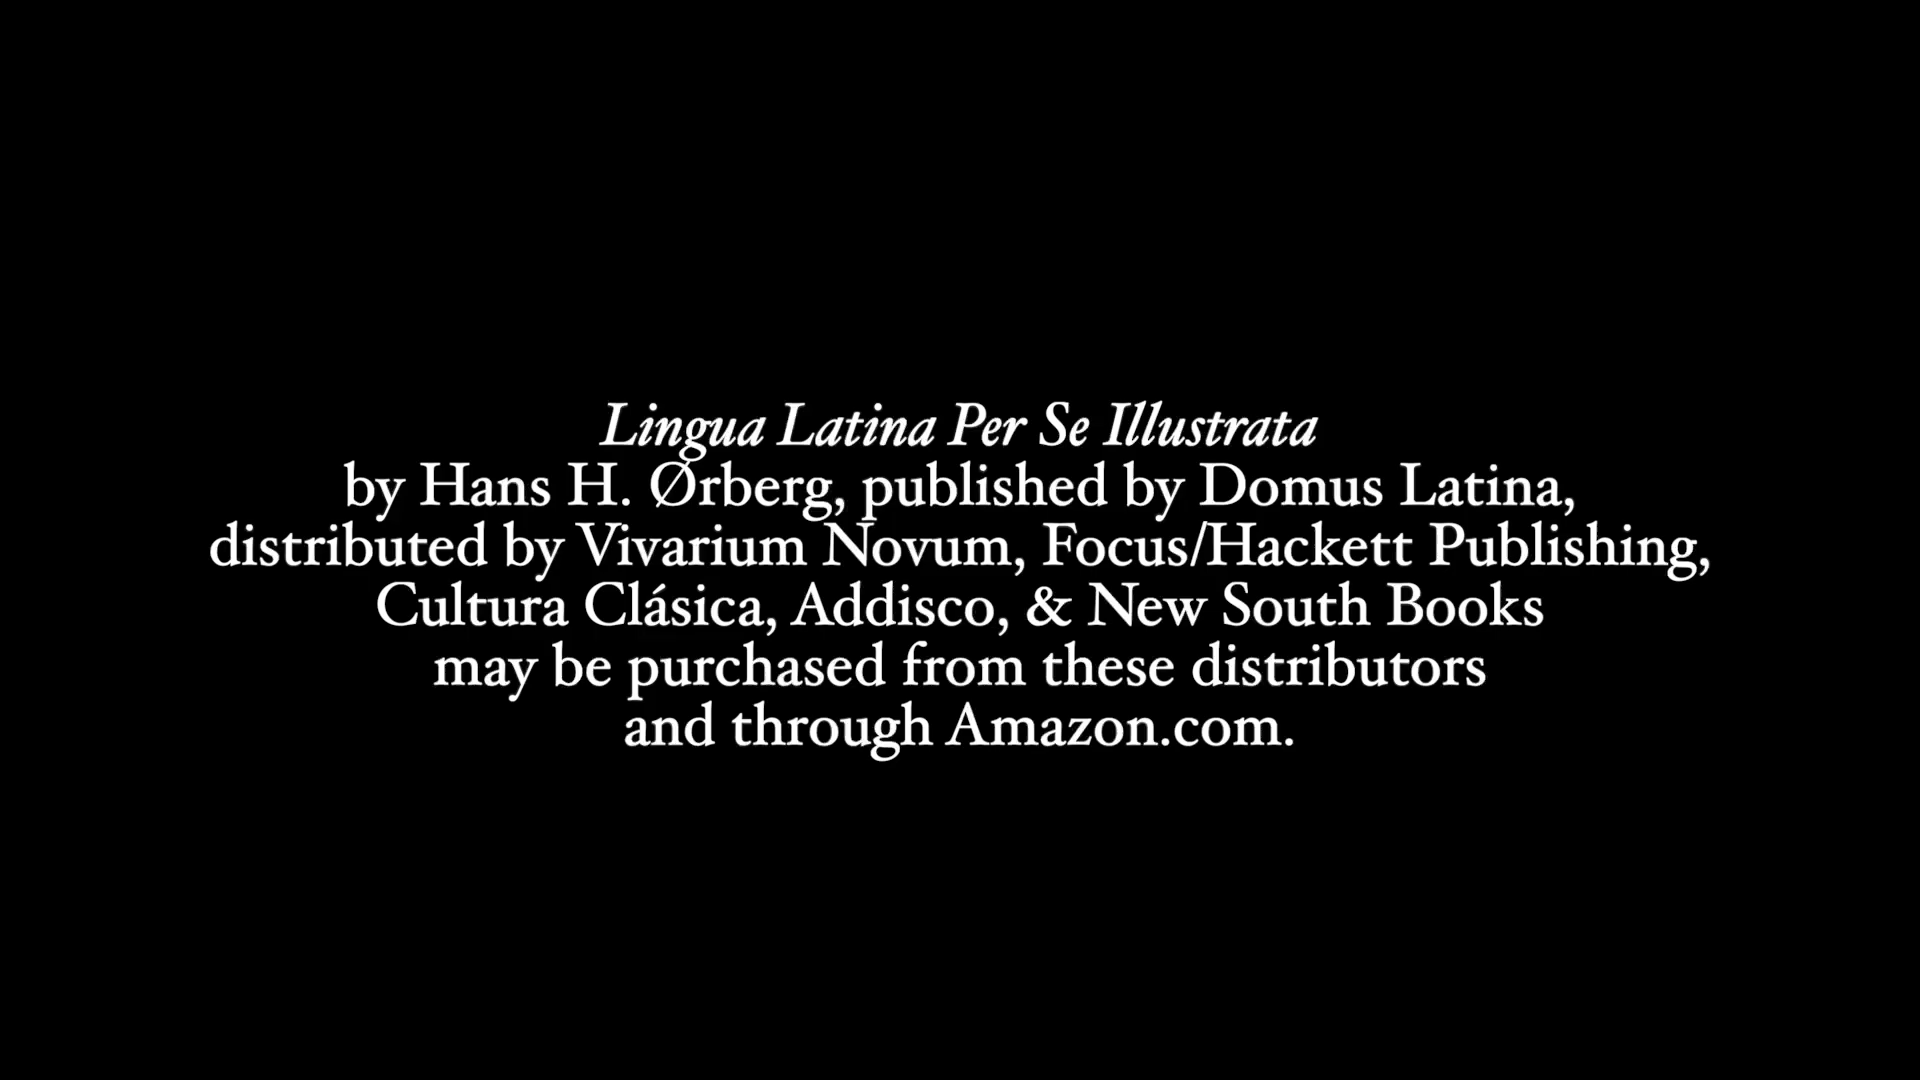 Lingua Latina Per Se Illustrata
by Hans H. Ørberg, published by Domus Latina,
distributed by Vivarium Novum, Focus/Hackett Publishing,
Cultura Clásica, Addisco, & New South Books
may be purchased from these distributors
and through Amazon.com.